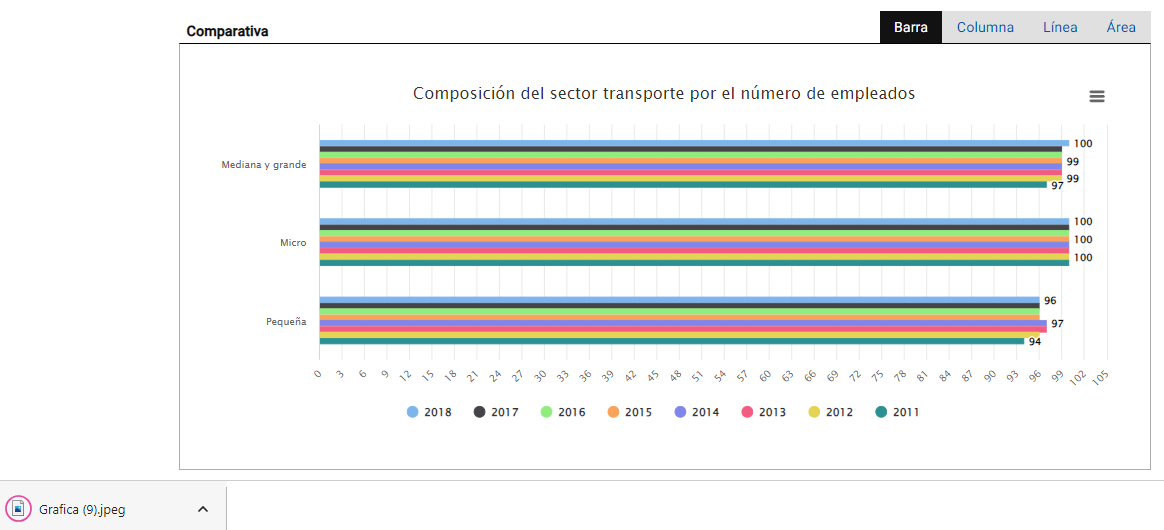 Comparativa
Barra Columna Línea Área
Composición del sector transporte por el número de empleados
Mediana y grande
100
99
99
97
Micro
100
100
100
Pequeña
96
97
94
0 3 6 9 12 15 18 21 24 27 30 33 36 39 42 45 48 51 54 57 60 63 66 69 72 75 78 81 84 87 90 93 96 99 102 105
2018 2017 2016 2015 2014 2013 2012 2011
Grafica (9).jpeg